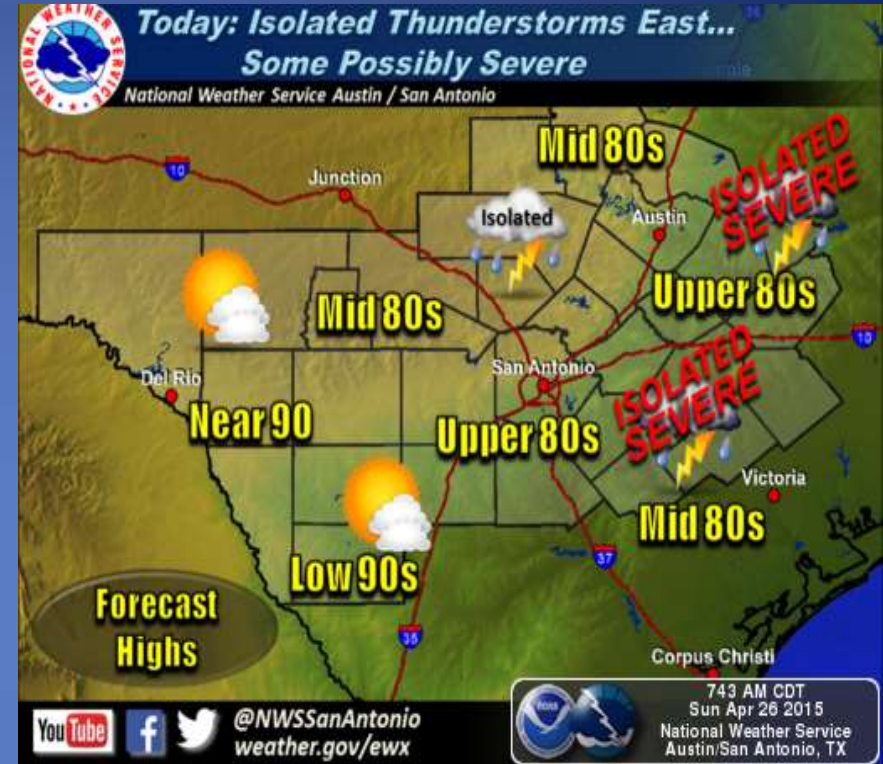 Today: Isolated Thunderstorms East...
Some Possibly Severe
NATIONAL WEATHER SERVICE
National Weather Service Austin / San Antonio
Mid 80s
ISOLATED
SEVERE
10
Junction
Isolated
Austin
Upper 80s
Mid 80s
10
San Antonio
Del Rio
ISOLATED
SEVERE
Near 90
Upper 80s
Victoria
Mid 80s
Low 90s
37
Forecast
Highs
35
Corpus Christi
YouTube
@NWSSanAntonio
weather.gov/ewx
NOAA
743 AM CDT
Sun Apr 26 2015
National Weather Service
Austin/San Antonio, TX